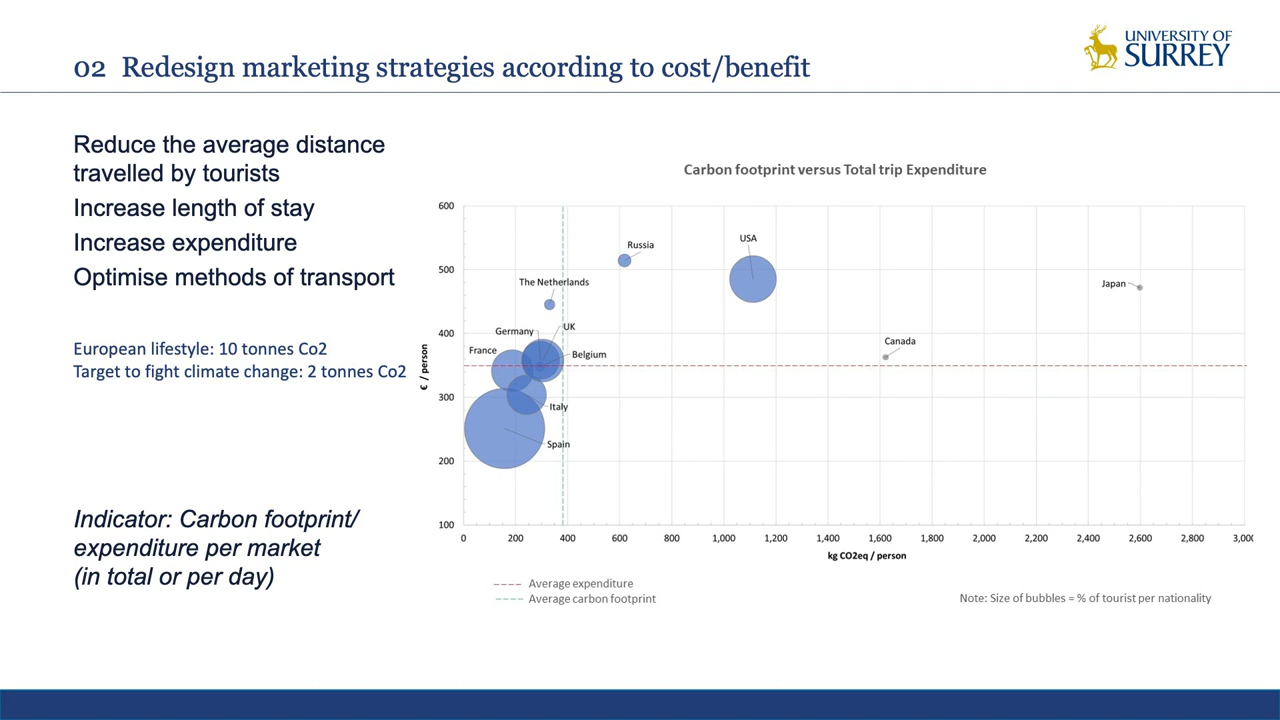 02 Redesign marketing strategies according to cost/benefit
UNIVERSITY OF
SURREY
Reduce the average distance
travelled by tourists
Increase length of stay
Increase expenditure
Optimise methods of transport
European lifestyle: 10 tonnes Co2
Target to fight climate change: 2 tonnes Co2
Indicator: Carbon footprint/
expenditure per market
(in total or per day)
Carbon footprint versus Total trip Expenditure
€ / person
600
500
400
300
200
100
USA
Russia
The Netherlands
Japan
UK
Germany
Canada
France
Belgium
Italy
Spain
0 200 400 600 800 1,000 1,200 1,400 1,600 1,800 2,000 2,200 2,400 2,600 2,800 3,000
kg CO2eq / person
Average expenditure
Average carbon footprint
Note: Size of bubbles = % of tourist per nationality